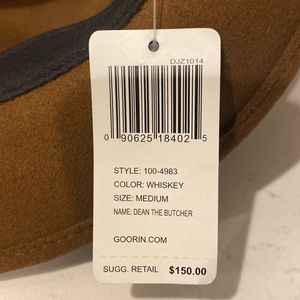 DJZ1014
0 90625 18402 5
STYLE: 100-4983
COLOR: WHISKEY
SIZE: MEDIUM
NAME: DEAN THE BUTCHER
GOORIN.COM
SUGG. RETAIL $150.00